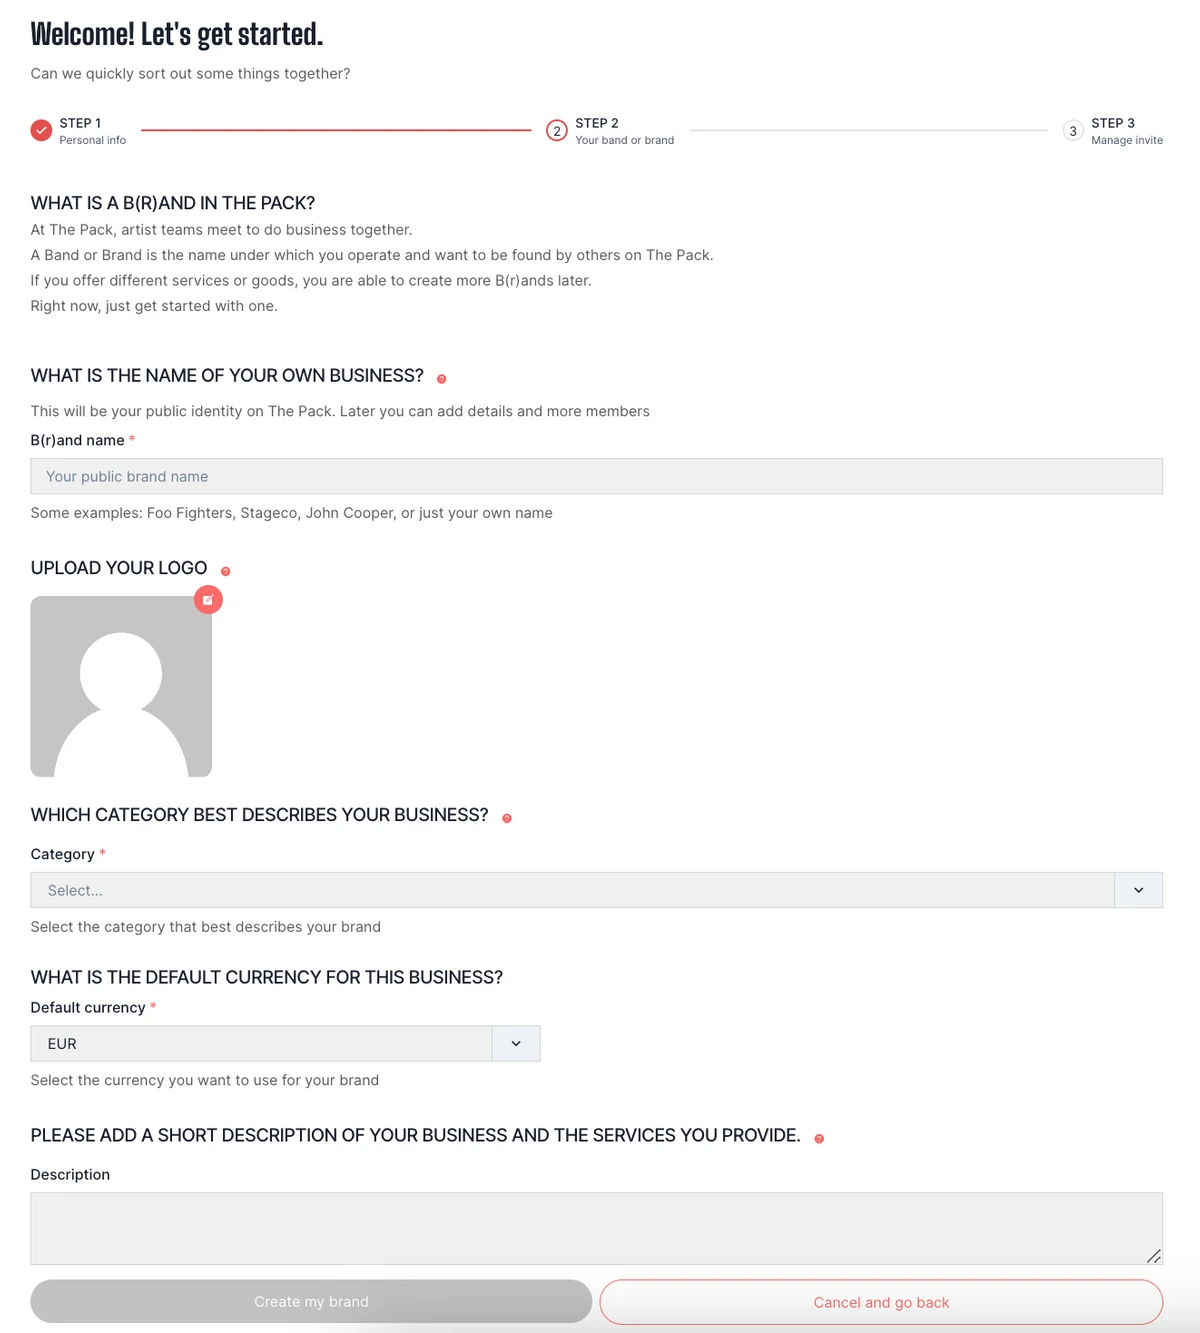 Welcome! Let's get started.
Can we quickly sort out some things together?
STEP 1
Personal info
2
STEP 2
Your band or brand
3
STEP 3
Manage invite
WHAT IS A B(R)AND IN THE PACK?
At The Pack, artist teams meet to do business together.
A Band or Brand is the name under which you operate and want to be found by others on The Pack.
If you offer different services or goods, you are able to create more B(r)ands later.
Right now, just get started with one.
WHAT IS THE NAME OF YOUR OWN BUSINESS? ?
This will be your public identity on The Pack. Later you can add details and more members
B(r)and name *
Your public brand name
Some examples: Foo Fighters, Stageco, John Cooper, or just your own name
UPLOAD YOUR LOGO ?
WHICH CATEGORY BEST DESCRIBES YOUR BUSINESS? ?
Category *
Select...
Select the category that best describes your brand
WHAT IS THE DEFAULT CURRENCY FOR THIS BUSINESS?
Default currency *
EUR
Select the currency you want to use for your brand
PLEASE ADD A SHORT DESCRIPTION OF YOUR BUSINESS AND THE SERVICES YOU PROVIDE. ?
Description
Create my brand
Cancel and go back